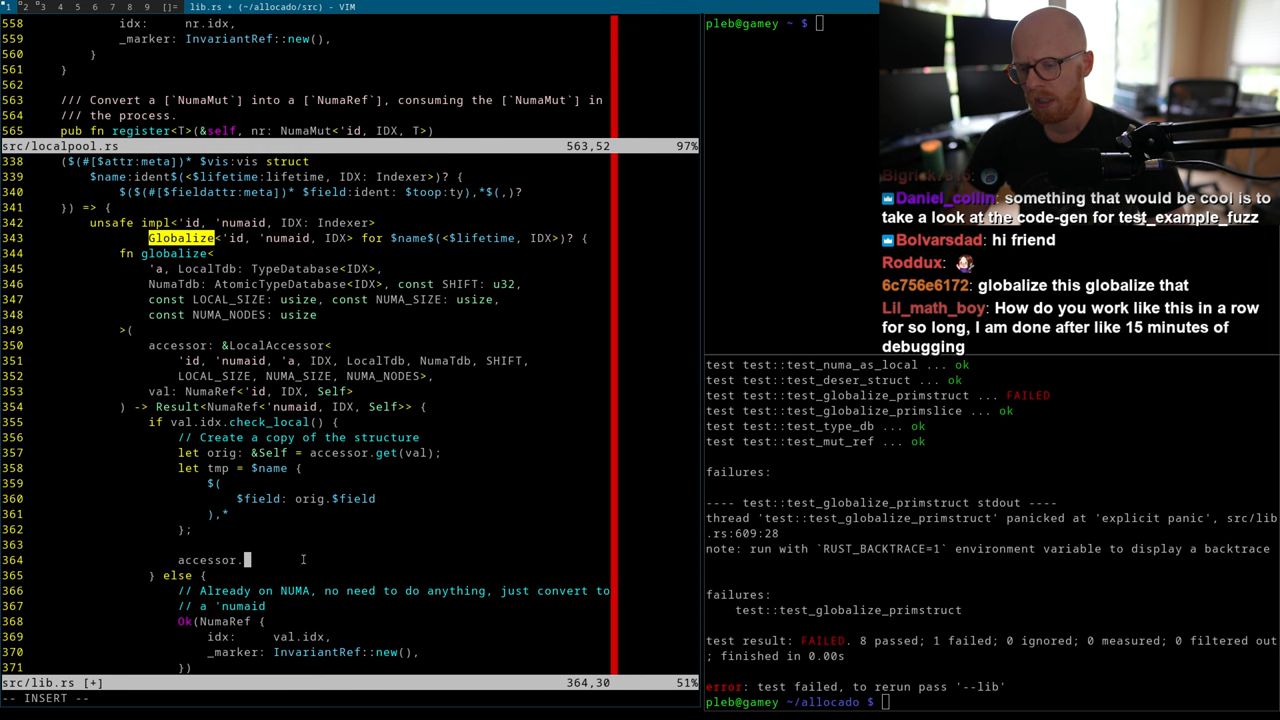 1 2 3 4 5 6 7 8 9 []= lib.rs + (~/allocado/src) - VIM
558 idx: nr.idx,
559 _marker: InvariantRef::new(),
560 }
561 }
562
563 /// Convert a [`NumaMut`] into a [`NumaRef`], consuming the [`NumaMut`] in
564 /// the process.
565 pub fn register<T>(&self, nr: NumaMut<'id, IDX, T>)
src/localpool.rs 563,52 97%
338 ($(#[$attr:meta])* $vis:vis struct
339 $name:ident$(<$lifetime:lifetime, IDX: Indexer>)? {
340 $($(#[$fieldattr:meta])* $field:ident: $toop:ty),*$(,)?
341 }) => {
342 unsafe impl<'id, 'numaid, IDX: Indexer>
343 Globalize<'id, 'numaid, IDX> for $name$(<$lifetime, IDX>)? {
344 fn globalize<
345 'a, LocalTdb: TypeDatabase<IDX>,
346 NumaTdb: AtomicTypeDatabase<IDX>, const SHIFT: u32,
347 const LOCAL_SIZE: usize, const NUMA_SIZE: usize,
348 const NUMA_NODES: usize
349 >(
350 accessor: &LocalAccessor<
351 'id, 'numaid, 'a, IDX, LocalTdb, NumaTdb, SHIFT,
352 LOCAL_SIZE, NUMA_SIZE, NUMA_NODES>,
353 val: NumaRef<'id, IDX, Self>
354 ) -> Result<NumaRef<'numaid, IDX, Self>> {
355 if val.idx.check_local() {
356 // Create a copy of the structure
357 let orig: &Self = accessor.get(val);
358 let tmp = $name {
359 $(
360 $field: orig.$field
361 ),*
362 };
363
364 accessor.
365 } else {
366 // Already on NUMA, no need to do anything, just convert to
367 // a 'numaid
368 Ok(NumaRef {
369 idx: val.idx,
370 _marker: InvariantRef::new(),
371 })
src/lib.rs [+] 364,30 51%
-- INSERT --
pleb@gamey ~ $
Daniel_collin: something that would be cool is to
take a look at the code-gen for test_example_fuzz
Bolvarsdad: hi friend
Roddux:
6c756e6172: globalize this globalize that
Lil_math_boy: How do you work like this in a row
for so long, I am done after like 15 minutes of
debugging
test test::test_numa_as_local ... ok
test test::test_deser_struct ... ok
test test::test_globalize_primstruct ... FAILED
test test::test_globalize_primslice ... ok
test test::test_type_db ... ok
test test::test_mut_ref ... ok
failures:
---- test::test_globalize_primstruct stdout ----
thread 'test::test_globalize_primstruct' panicked at 'explicit panic', src/lib
.rs:609:28
note: run with `RUST_BACKTRACE=1` environment variable to display a backtrace
failures:
test::test_globalize_primstruct
test result: FAILED. 8 passed; 1 failed; 0 ignored; 0 measured; 0 filtered out
; finished in 0.00s
error: test failed, to rerun pass '--lib'
pleb@gamey ~/allocado $